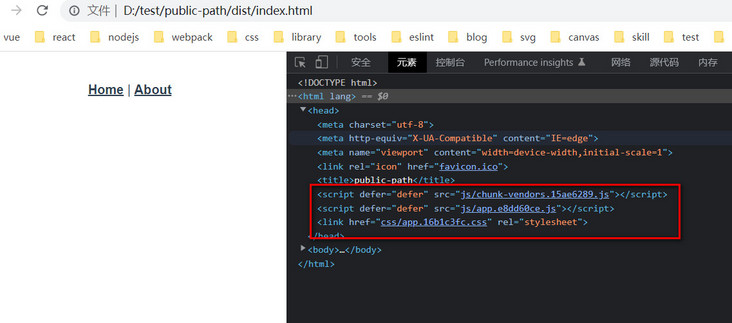 文件 | D:/test/public-path/dist/index.html
vue react nodejs webpack css library tools eslint blog svg canvas skill test
Home | About
安全 元素 控制台 Performance insights 网络 源代码 内存
<!DOCTYPE html>
···<html lang> == $0
▼<head>
<meta charset="utf-8">
<meta http-equiv="X-UA-Compatible" content="IE=edge">
<meta name="viewport" content="width=device-width,initial-scale=1">
<link rel="icon" href="favicon.ico">
<title>public-path</title>
<script defer="defer" src="js/chunk-vendors.15ae6289.js"></script>
<script defer="defer" src="js/app.e8dd60ce.js"></script>
<link href="css/app.16b1c3fc.css" rel="stylesheet">
</head>
▶<body>…</body>
</html>